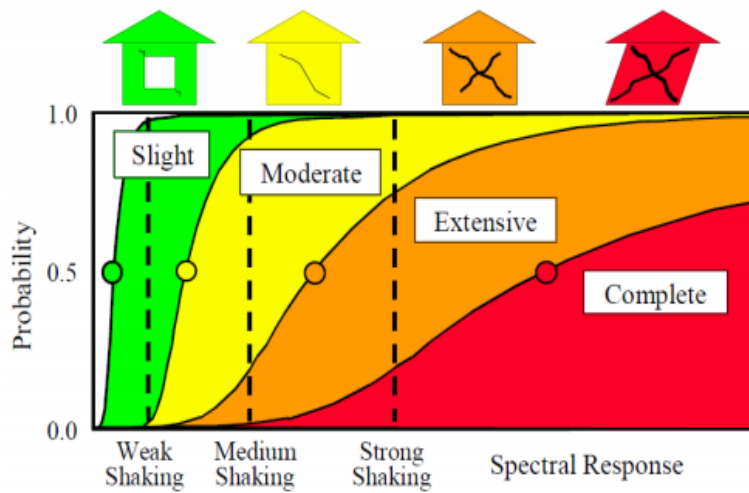 1.0
Slight
Moderate
Extensive
Probability
0.5
Complete
0.0
Weak
Shaking
Medium
Shaking
Strong
Shaking
Spectral Response